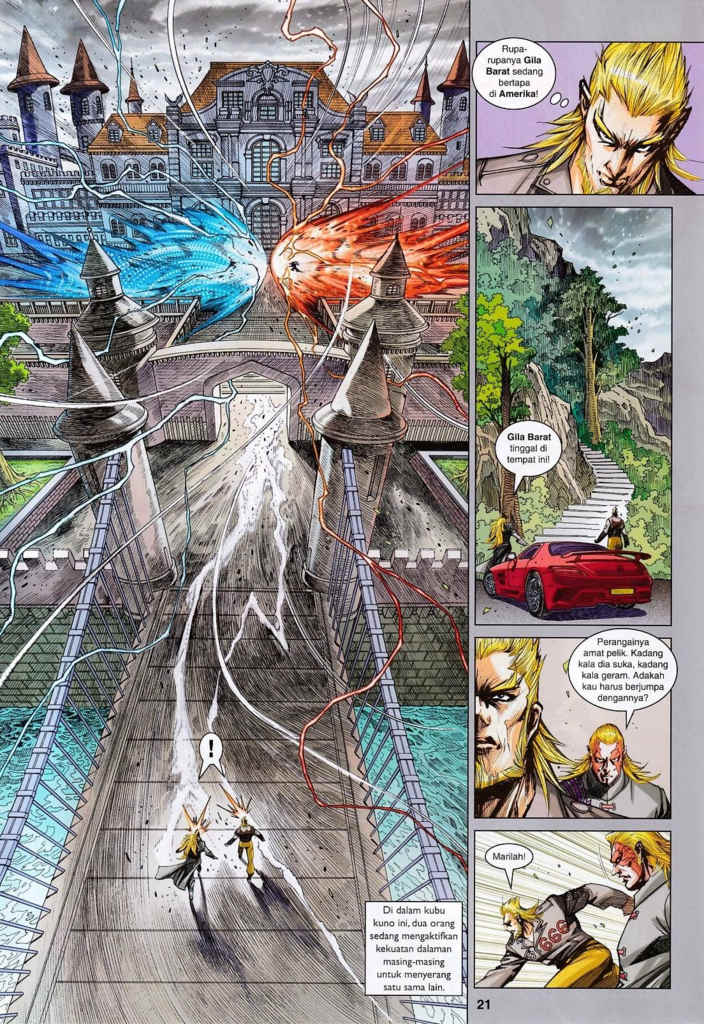 Rupa-
rupanya Gila
Barat sedang
bertapa
di Amerika!
Gila Barat
tinggal di
tempat ini!
Perangainya
amat pelik. Kadang
kala dia suka, kadang
kala geram. Adakah
kau harus berjumpa
dengannya?
Marilah!
666
!
Di dalam kubu
kuno ini, dua orang
sedang mengaktifkan
kekuatan dalaman
masing-masing
untuk menyerang
satu sama lain.
21